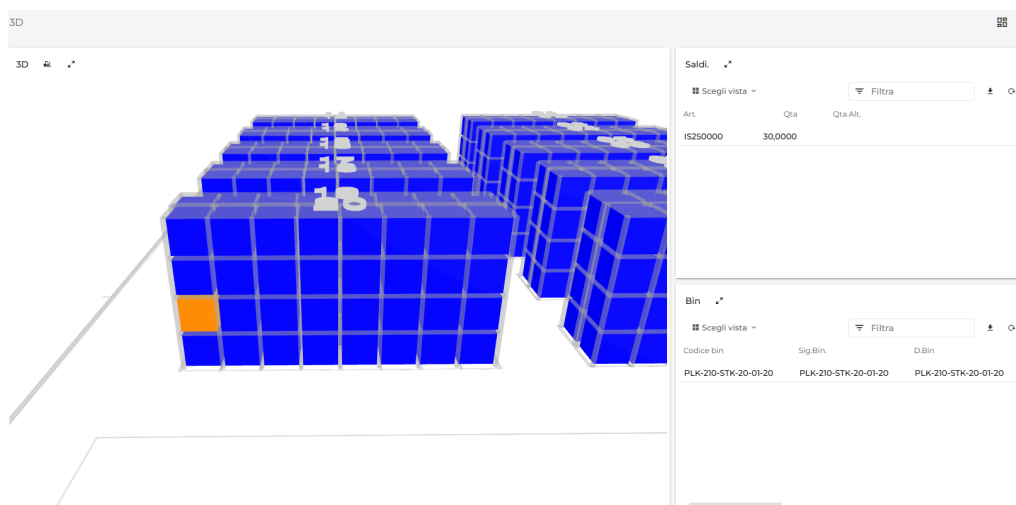 3D
3D
Saldi.
Scegli vista
Filtra
Art. Qta Qta.Alt.
IS250000 30,0000
Bin
Scegli vista
Filtra
Codice bin Sig.Bin. D.Bin
PLK-210-STK-20-01-20 PLK-210-STK-20-01-20 PLK-210-STK-20-01-20